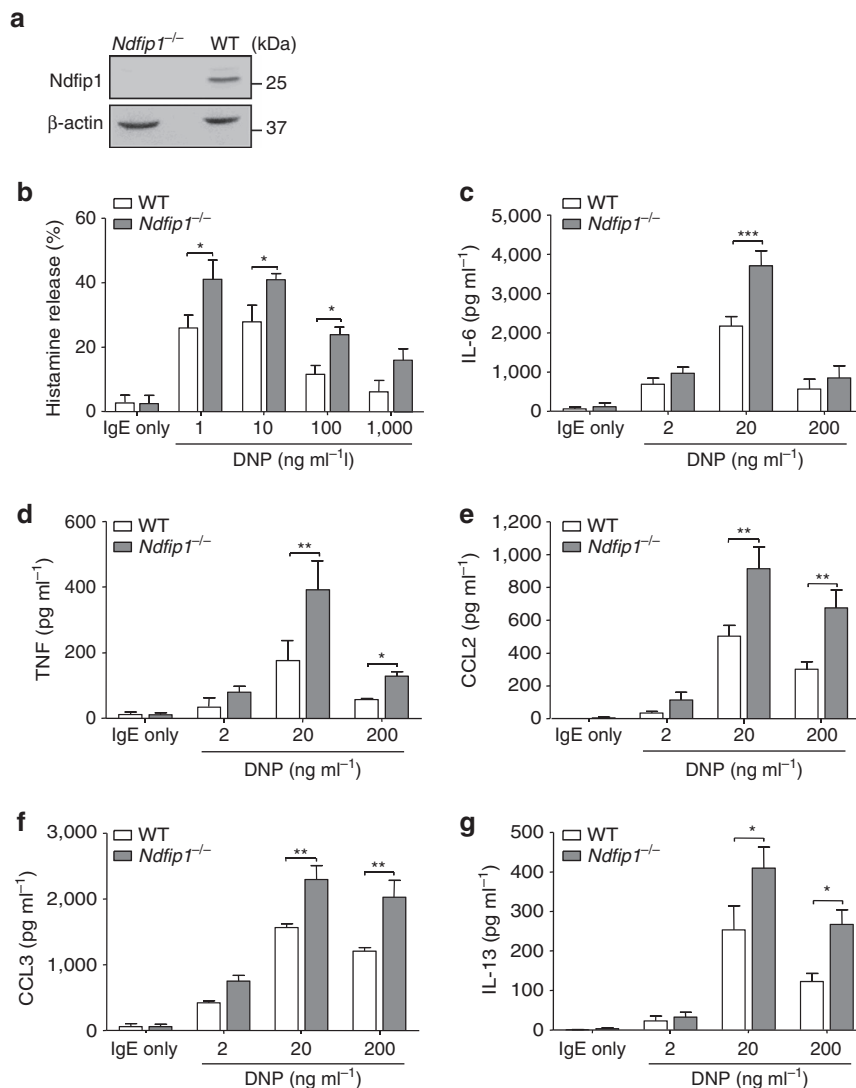 a
Ndfip1–/– WT (kDa)
Ndfip1
25
β-actin
37
b
WT
Ndfip1–/–
Histamine release (%)
60
40
20
0
*
*
*
IgE only 1 10 100 1,000
DNP (ng ml–1l)
c
WT
Ndfip1–/–
IL-6 (pg ml–1)
5,000
4,000
3,000
2,000
1,000
0
***
IgE only 2 20 200
DNP (ng ml–1)
d
WT
Ndfip1–/–
TNF (pg ml–1)
600
400
200
0
**
*
IgE only 2 20 200
DNP (ng ml–1)
e
WT
Ndfip1–/–
CCL2 (pg ml–1)
1,200
1,000
800
600
400
200
0
**
**
IgE only 2 20 200
DNP (ng ml–1)
f
WT
Ndfip1–/–
CCL3 (pg ml–1)
3,000
2,000
1,000
0
**
**
IgE only 2 20 200
DNP (ng ml–1)
g
WT
Ndfip1–/–
IL-13 (pg ml–1)
500
400
300
200
100
0
*
*
IgE only 2 20 200
DNP (ng ml–1)